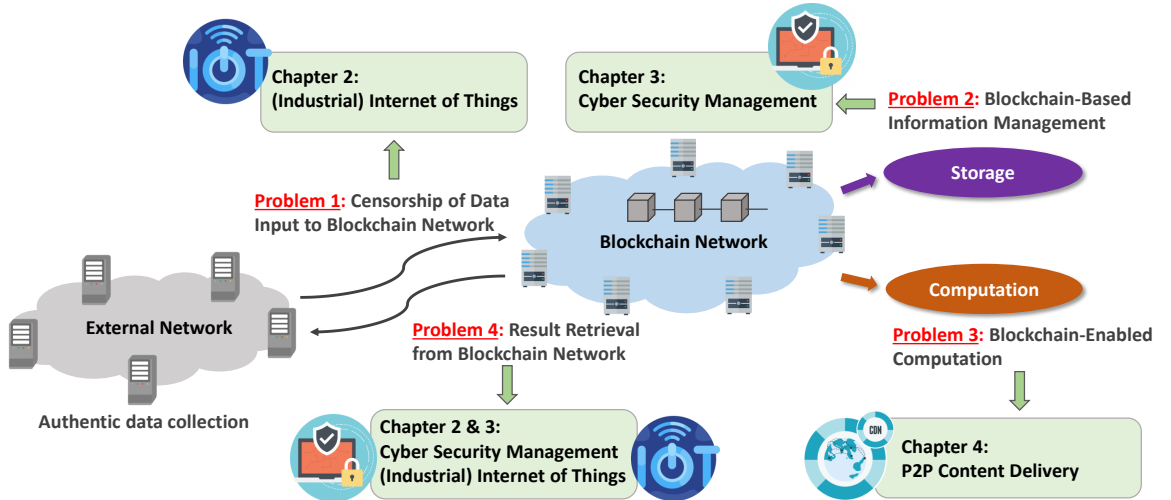 IOT
Chapter 2:
(Industrial) Internet of Things
Chapter 3:
Cyber Security Management
Problem 2: Blockchain-Based
Information Management
Storage
Problem 1: Censorship of Data
Input to Blockchain Network
Blockchain Network
External Network
Computation
Problem 4: Result Retrieval
from Blockchain Network
Problem 3: Blockchain-Enabled
Computation
Authentic data collection
Chapter 2 & 3:
Cyber Security Management
(Industrial) Internet of Things
IOT
CDN
Chapter 4:
P2P Content Delivery